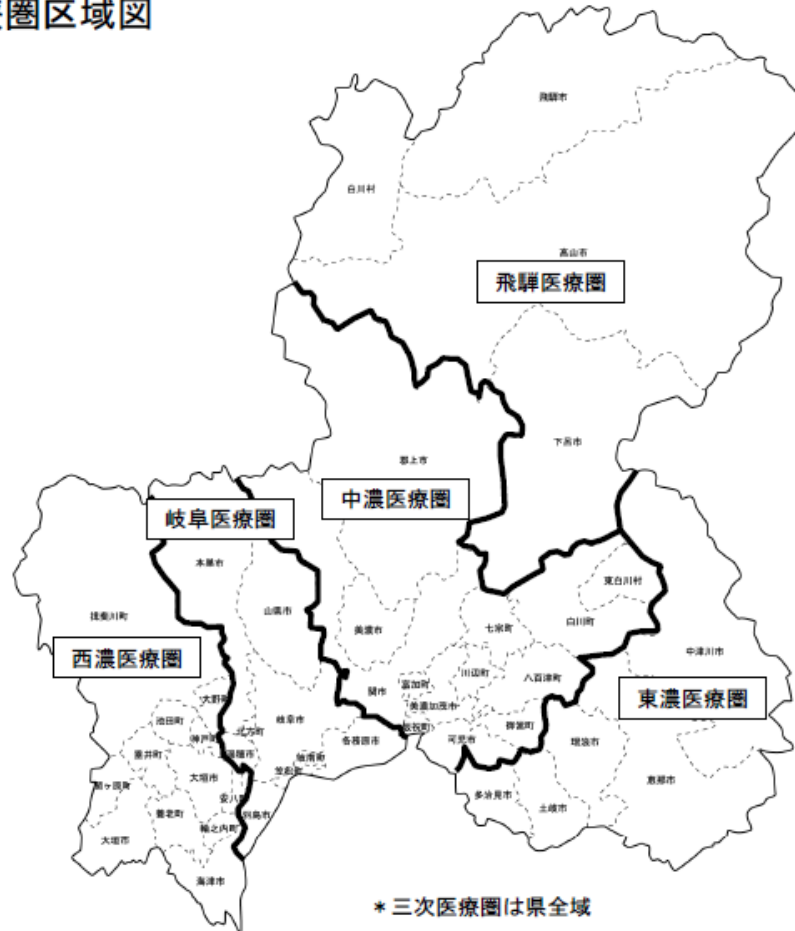 圏区域図
飛騨市
白川村
高山市
飛騨医療圏
下呂市
郡上市
中濃医療圏
岐阜医療圏
本巣市
東白川村
山県市
揖斐川町
美濃市
七宗町
白川町
中津川市
西濃医療圏
川辺町
八百津町
関市
富加町
東濃医療圏
大野町
美濃加茂市
池田町
岐阜市
北方町
坂祝町
御嵩町
神戸町
各務原市
可児市
瑞浪市
垂井町
瑞穂市
岐南町
大垣市
笠松町
恵那市
関ヶ原町
安八町
多治見市
養老町
羽島市
土岐市
輪之内町
大垣市
海津市
*三次医療圏は県全域